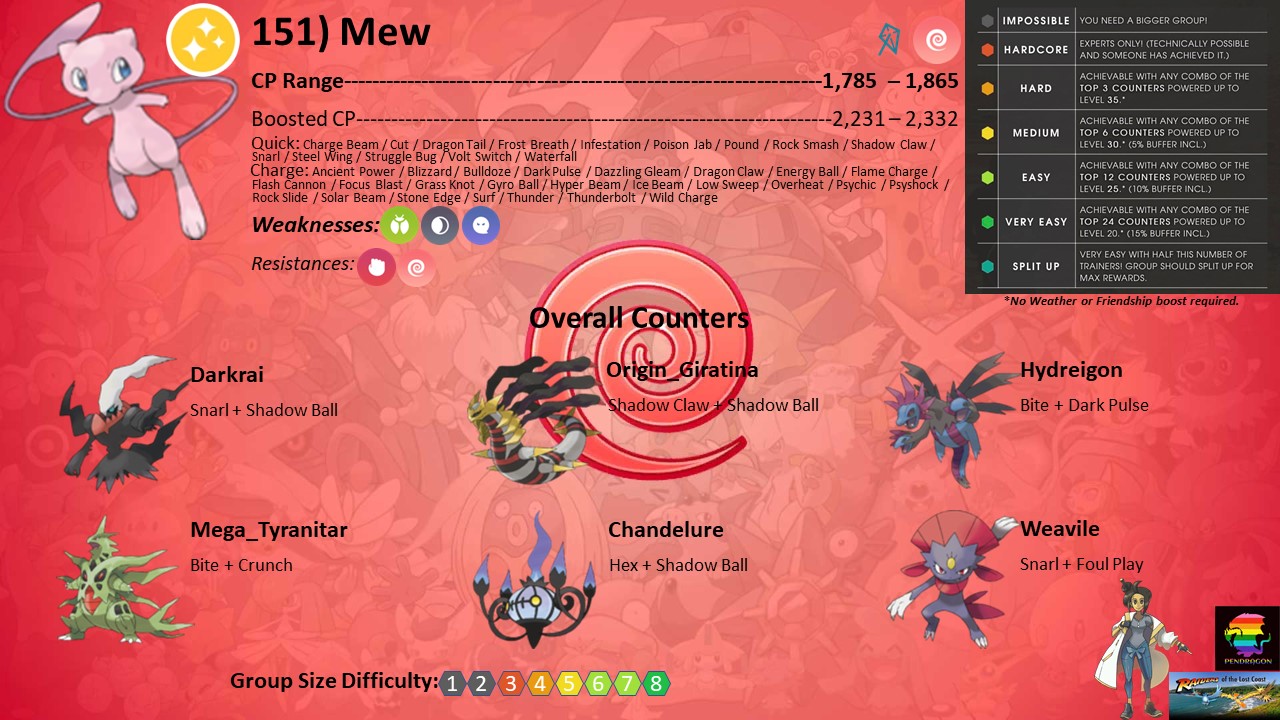 151) Mew
CP Range------------------------------------------------------------------1,785 – 1,865
Boosted CP------------------------------------------------------------------2,231 – 2,332
Quick: Charge Beam / Cut / Dragon Tail / Frost Breath / Infestation / Poison Jab / Pound / Rock Smash / Shadow Claw /
Snarl / Steel Wing / Struggle Bug / Volt Switch / Waterfall
Charge: Ancient Power / Blizzard / Bulldoze / Dark Pulse / Dazzling Gleam / Dragon Claw / Energy Ball / Flame Charge /
Flash Cannon / Focus Blast / Grass Knot / Gyro Ball / Hyper Beam / Ice Beam / Low Sweep / Overheat / Psychic / Psyshock /
Rock Slide / Solar Beam / Stone Edge / Surf / Thunder / Thunderbolt / Wild Charge
Weaknesses:
Resistances:
IMPOSSIBLE YOU NEED A BIGGER GROUP!
HARDCORE EXPERTS ONLY! (TECHNICALLY POSSIBLE
AND SOMEONE HAS ACHIEVED IT.)
HARD ACHIEVABLE WITH ANY COMBO OF THE
TOP 3 COUNTERS POWERED UP TO
LEVEL 35.*
MEDIUM ACHIEVABLE WITH ANY COMBO OF THE
TOP 6 COUNTERS POWERED UP TO
LEVEL 30.* (5% BUFFER INCL.)
EASY ACHIEVABLE WITH ANY COMBO OF THE
TOP 12 COUNTERS POWERED UP TO
LEVEL 25.* (10% BUFFER INCL.)
VERY EASY ACHIEVABLE WITH ANY COMBO OF THE
TOP 24 COUNTERS POWERED UP TO
LEVEL 20.* (15% BUFFER INCL.)
SPLIT UP VERY EASY WITH HALF THIS NUMBER OF
TRAINERS! GROUP SHOULD SPLIT UP FOR
MAX REWARDS.
*No Weather or Friendship boost required.
Overall Counters
Darkrai
Snarl + Shadow Ball
Origin_Giratina
Shadow Claw + Shadow Ball
Hydreigon
Bite + Dark Pulse
Mega_Tyranitar
Bite + Crunch
Chandelure
Hex + Shadow Ball
Weavile
Snarl + Foul Play
Group Size Difficulty: 1 2 3 4 5 6 7 8
PENDRAGON
RAIDERS of the Lost Coast